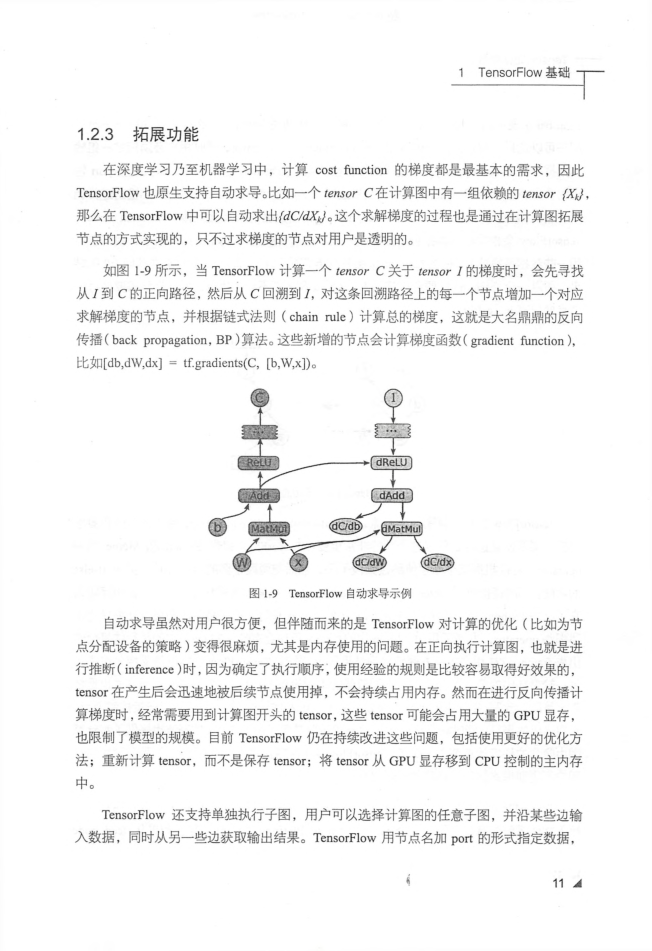 1 TensorFlow 基础
1.2.3 拓展功能
在深度学习乃至机器学习中，计算 cost function 的梯度都是最基本的需求，因此
TensorFlow 也原生支持自动求导。比如一个 tensor C 在计算图中有一组依赖的 tensor {Xk}，
那么在 TensorFlow 中可以自动求出{dC/dXk}。这个求解梯度的过程也是通过在计算图拓展
节点的方式实现的，只不过求梯度的节点对用户是透明的。
如图 1-9 所示，当 TensorFlow 计算一个 tensor C 关于 tensor I 的梯度时，会先寻找
从 I 到 C 的正向路径，然后从 C 回溯到 I，对这条回溯路径上的每一个节点增加一个对应
求解梯度的节点，并根据链式法则（chain rule）计算总的梯度，这就是大名鼎鼎的反向
传播（back propagation，BP）算法。这些新增的节点会计算梯度函数（gradient function），
比如[db,dW,dx] = tf.gradients(C, [b,W,x])。
C I
... ...
ReLU dReLU
Add dAdd
b MatMul dC/db dMatMul
W x dC/dW dC/dx
图 1-9 TensorFlow 自动求导示例
自动求导虽然对用户很方便，但伴随而来的是 TensorFlow 对计算的优化（比如为节
点分配设备的策略）变得很麻烦，尤其是内存使用的问题。在正向执行计算图，也就是进
行推断（inference）时，因为确定了执行顺序，使用经验的规则是比较容易取得好效果的，
tensor 在产生后会迅速地被后续节点使用掉，不会持续占用内存。然而在进行反向传播计
算梯度时，经常需要用到计算图开头的 tensor，这些 tensor 可能会占用大量的 GPU 显存，
也限制了模型的规模。目前 TensorFlow 仍在持续改进这些问题，包括使用更好的优化方
法；重新计算 tensor，而不是保存 tensor；将 tensor 从 GPU 显存移到 CPU 控制的主内存
中。
TensorFlow 还支持单独执行子图，用户可以选择计算图的任意子图，并沿某些边输
入数据，同时从另一些边获取输出结果。TensorFlow 用节点名加 port 的形式指定数据，
11